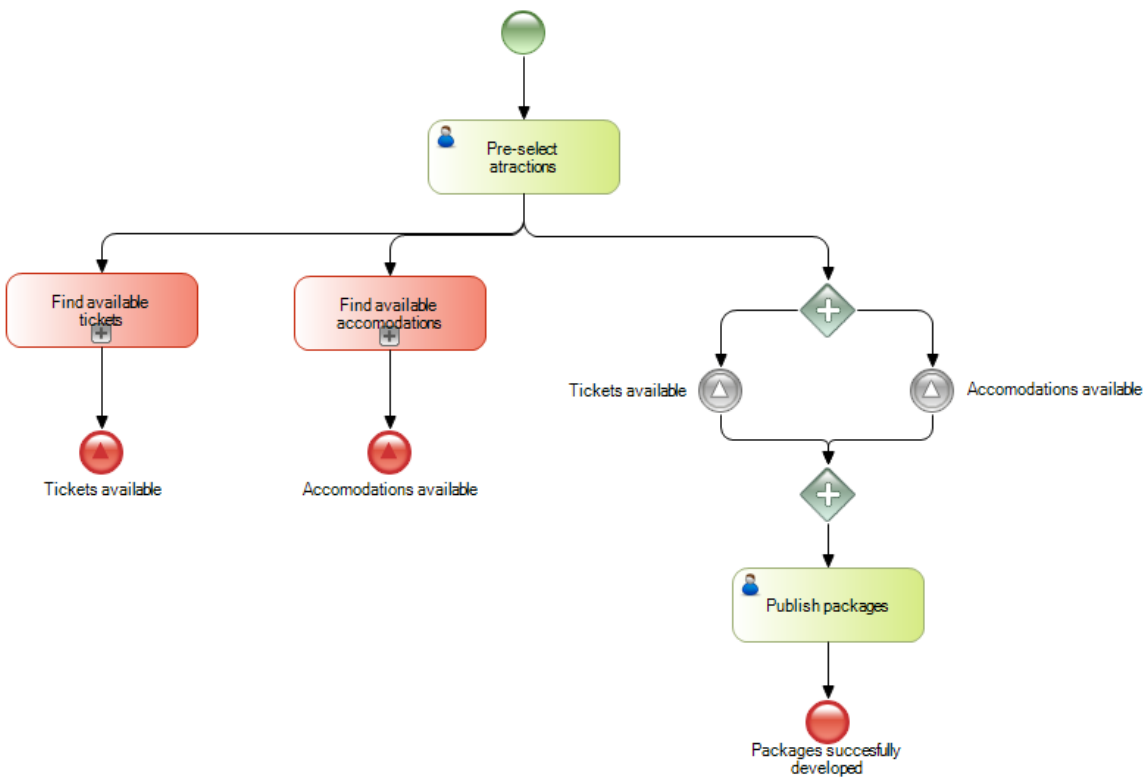 Pre-select
atractions
Find available
tickets
Find available
accomodations
Tickets available
Accomodations available
Tickets available
Accomodations available
Publish packages
Packages succesfully
developed